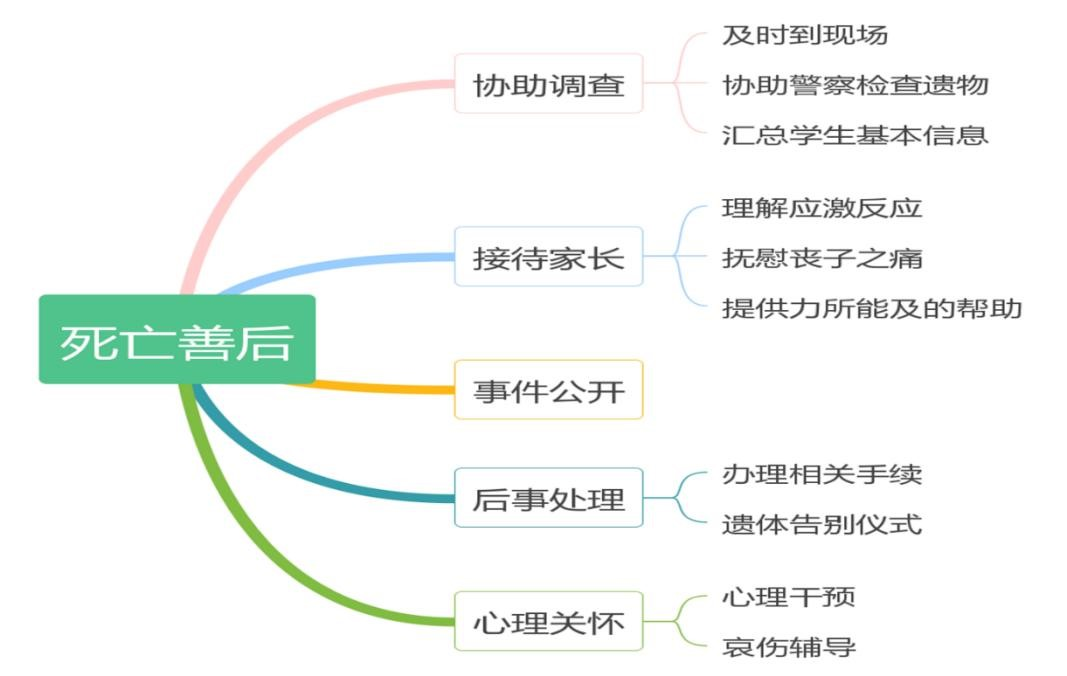 死亡善后
协助调查
及时到现场
协助警察检查遗物
汇总学生基本信息
接待家长
理解应激反应
抚慰丧子之痛
提供力所能及的帮助
事件公开
后事处理
办理相关手续
遗体告别仪式
心理关怀
心理干预
哀伤辅导